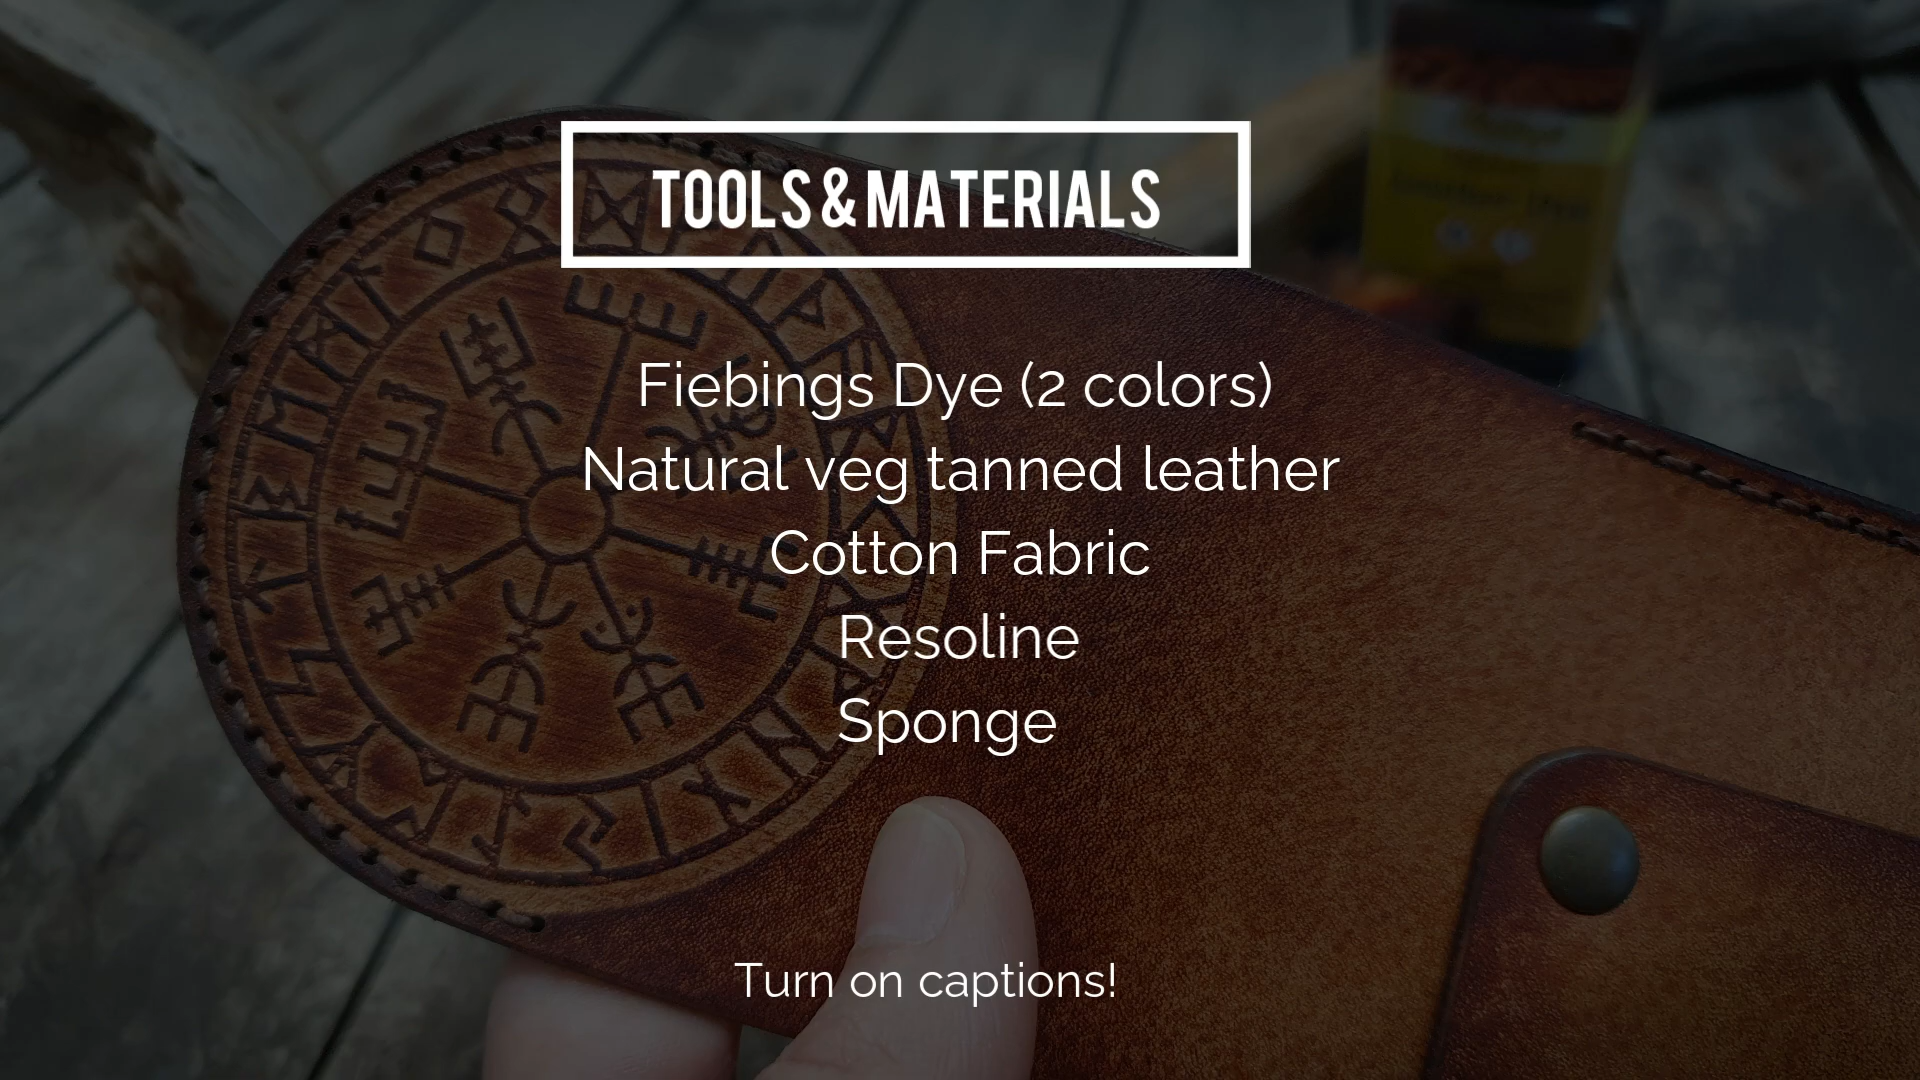 TOOLS & MATERIALS
Fiebings Dye (2 colors)
Natural veg tanned leather
Cotton Fabric
Resoline
Sponge
Turn on captions!